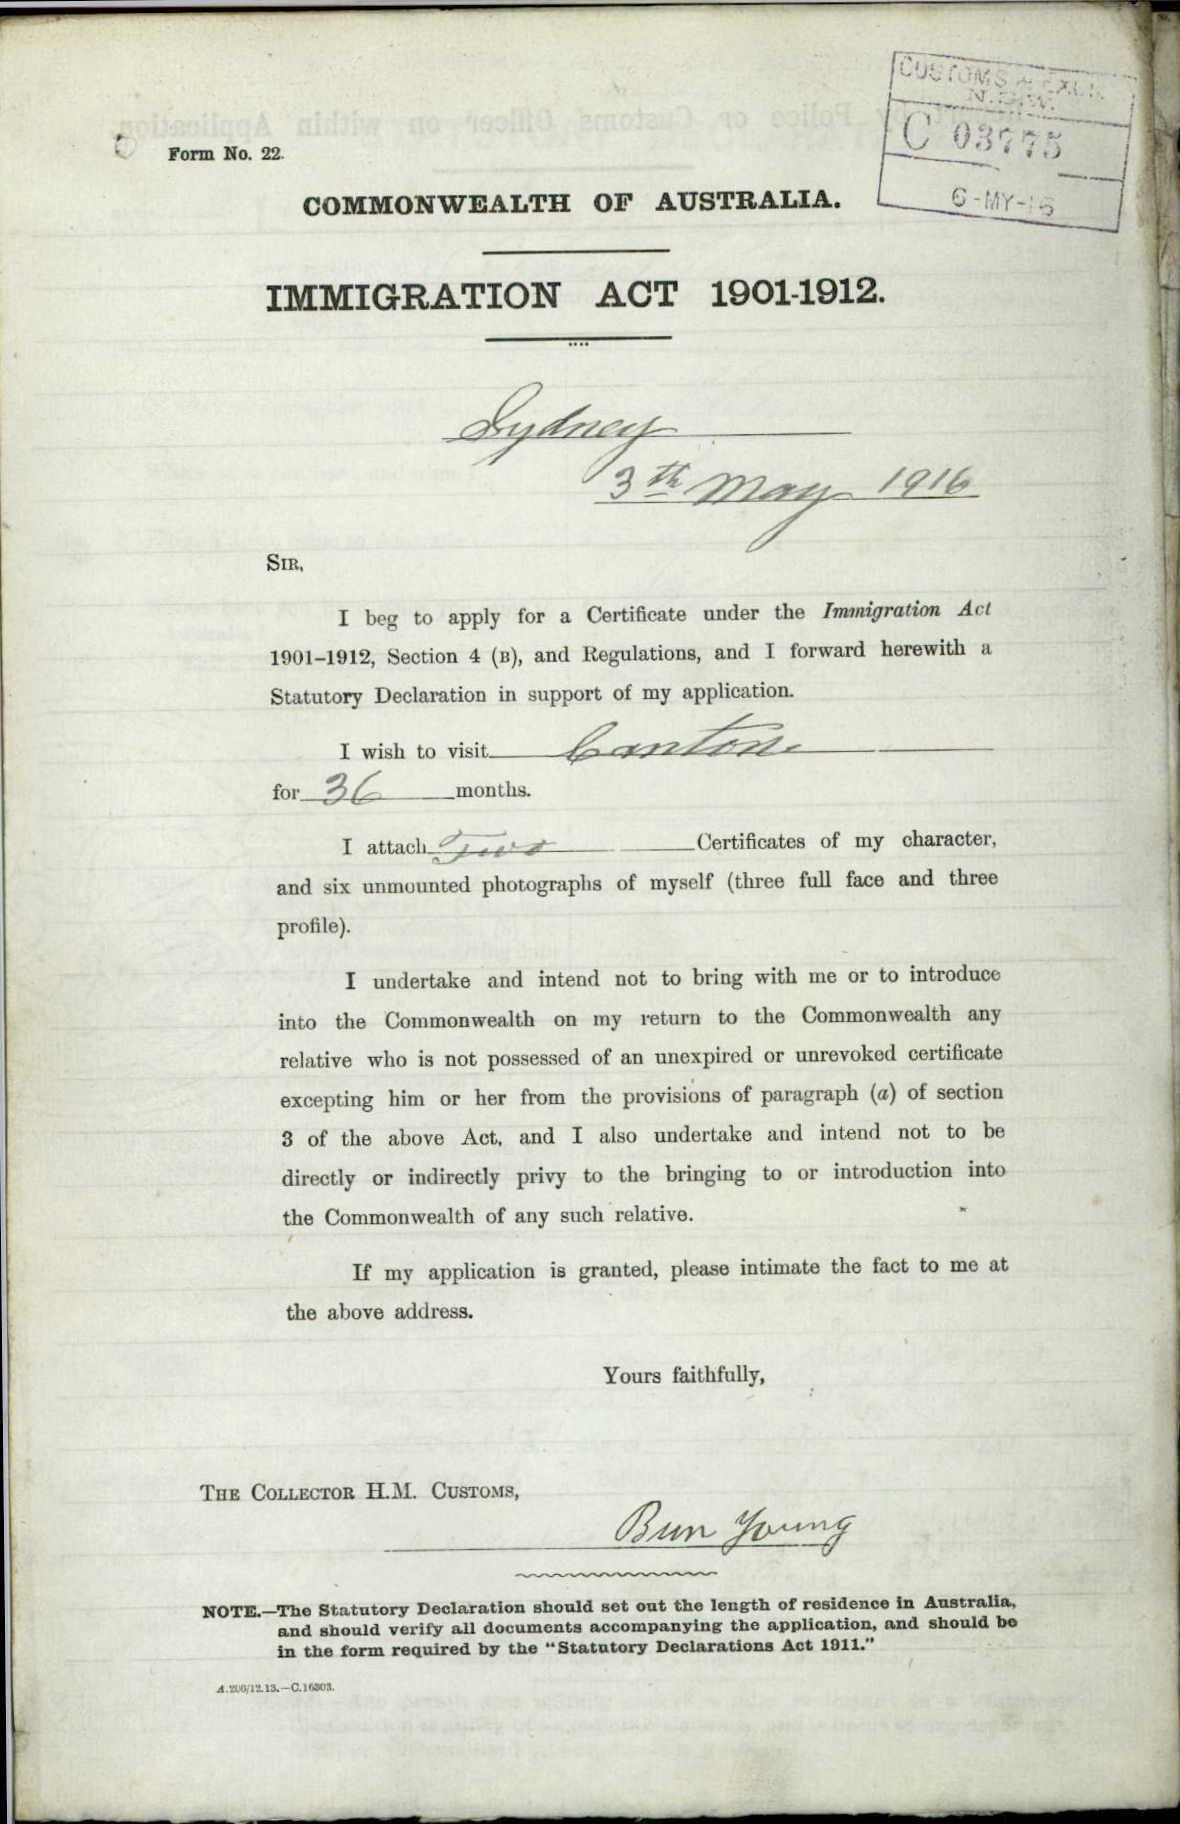 CUSTOMS & EXCISE
N.S.W.
C 03775
6-MY-16
Form No. 22.
COMMONWEALTH OF AUSTRALIA.
IMMIGRATION ACT 1901-1912.
Sydney
3th May 1916
SIR,
I beg to apply for a Certificate under the Immigration Act
1901–1912, Section 4 (B), and Regulations, and I forward herewith a
Statutory Declaration in support of my application.
I wish to visit Canton
for 36 months.
I attach Two Certificates of my character,
and six unmounted photographs of myself (three full face and three
profile).
I undertake and intend not to bring with me or to introduce
into the Commonwealth on my return to the Commonwealth any
relative who is not possessed of an unexpired or unrevoked certificate
excepting him or her from the provisions of paragraph (a) of section
3 of the above Act, and I also undertake and intend not to be
directly or indirectly privy to the bringing to or introduction into
the Commonwealth of any such relative.
If my application is granted, please intimate the fact to me at
the above address.
Yours faithfully,
THE COLLECTOR H.M. CUSTOMS,
Bun Young
NOTE.—The Statutory Declaration should set out the length of residence in Australia,
and should verify all documents accompanying the application, and should be
in the form required by the "Statutory Declarations Act 1911."
A.200/12.13.—C.16303.